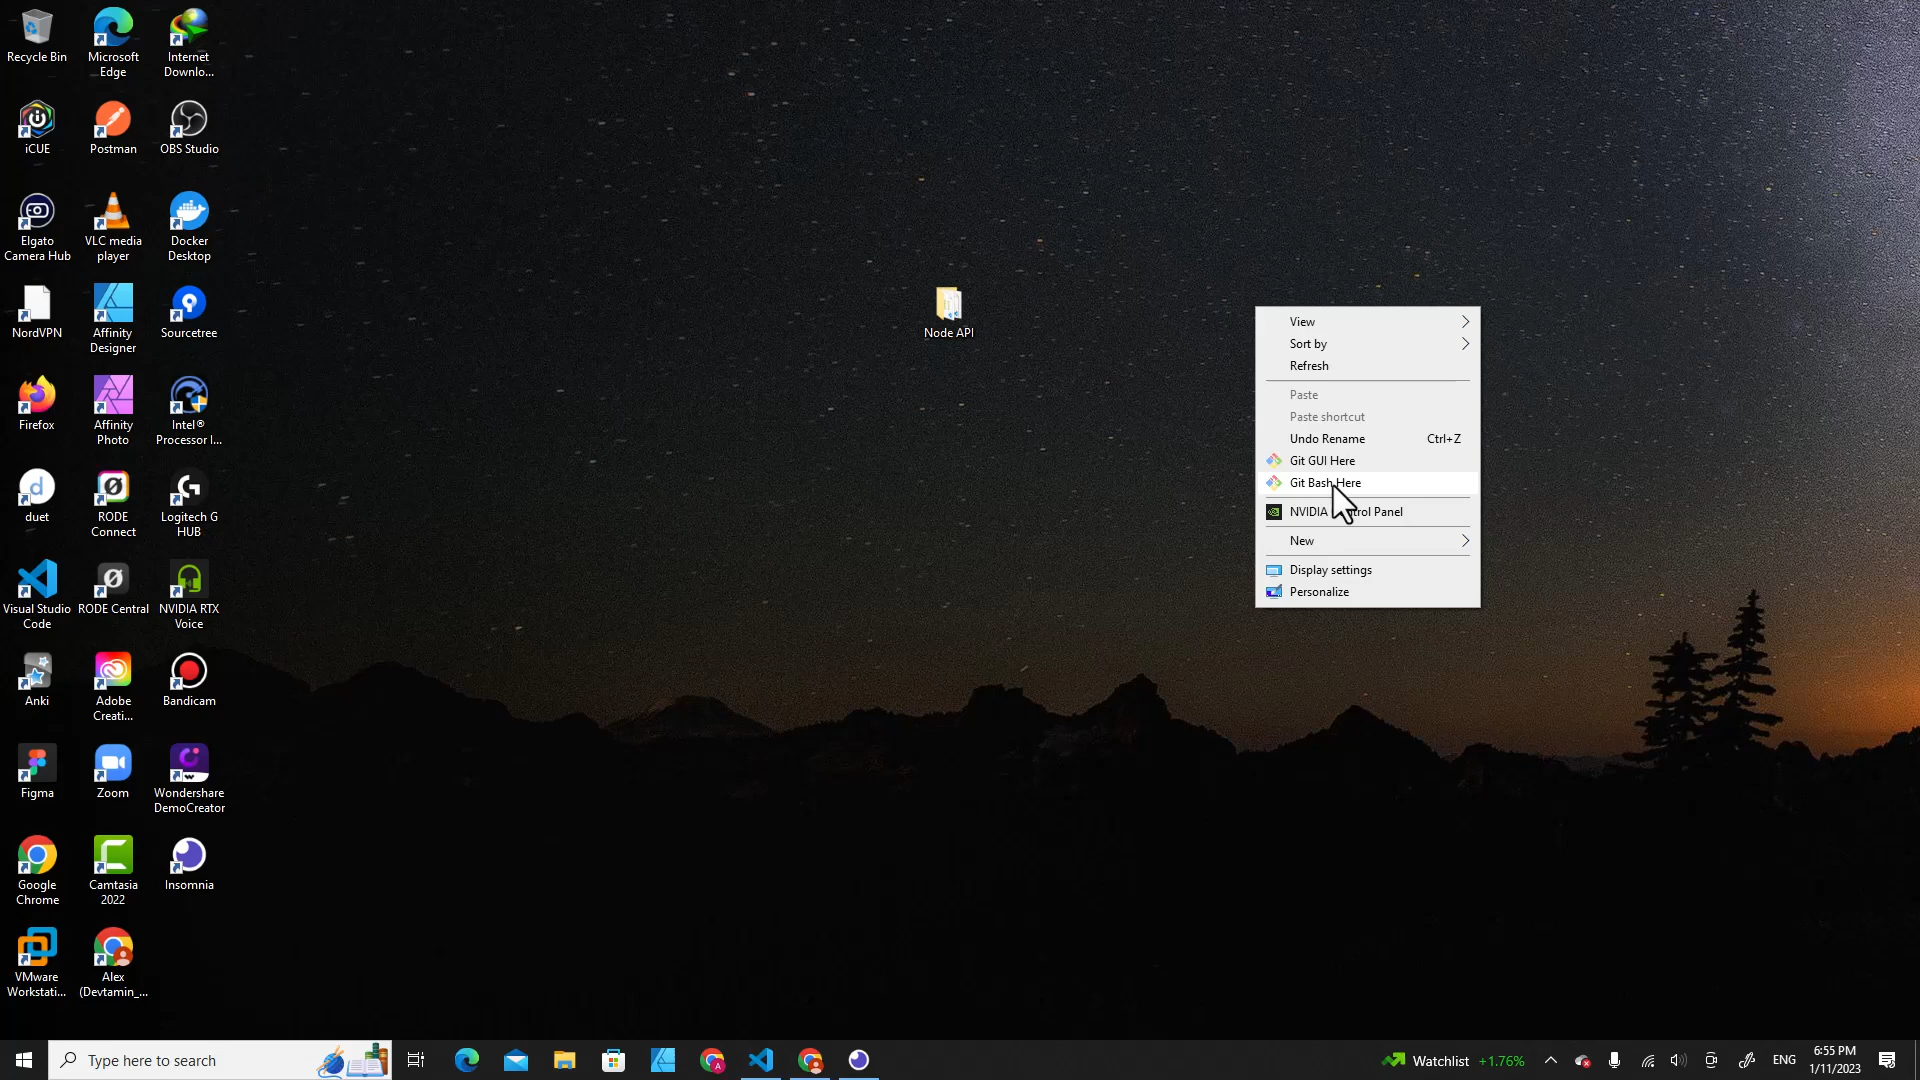 Recycle Bin
Microsoft
Edge
Internet
Downlo...
iCUE
Postman
OBS Studio
Elgato
Camera Hub
VLC media
player
Docker
Desktop
NordVPN
Affinity
Designer
Sourcetree
Firefox
Affinity
Photo
Intel®
Processor I...
duet
RODE
Connect
Logitech G
HUB
Visual Studio
Code
RODE Central
NVIDIA RTX
Voice
Anki
Adobe
Creati...
Bandicam
Figma
Zoom
Wondershare
DemoCreator
Google
Chrome
Camtasia
2022
Insomnia
VMware
Workstati...
Alex
(Devtamin_...
Node API
View
Sort by
Refresh
Paste
Paste shortcut
Undo Rename Ctrl+Z
Git GUI Here
Git Bash Here
NVIDIA trol Panel
New
Display settings
Personalize
Type here to search
Watchlist +1.76%
ENG
6:55 PM
1/11/2023